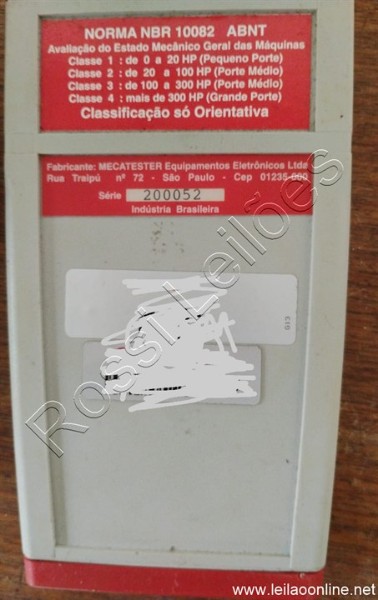 NORMA NBR 10082 ABNT
Avaliação do Estado Mecânico Geral das Máquinas
Classe 1 : de 0 a 20 HP (Pequeno Porte)
Classe 2 : de 20 a 100 HP (Porte Médio)
Classe 3 : de 100 a 300 HP (Porte Médio)
Classe 4 : mais de 300 HP (Grande Porte)
Classificação só Orientativa
Fabricante: MECATESTER Equipamentos Eletrônicos Ltda
Rua Traipú nº 72 - São Paulo - Cep 01235-000
Série 200052
Indústria Brasileira
Rossi Leilões
www.leilaoonline.net